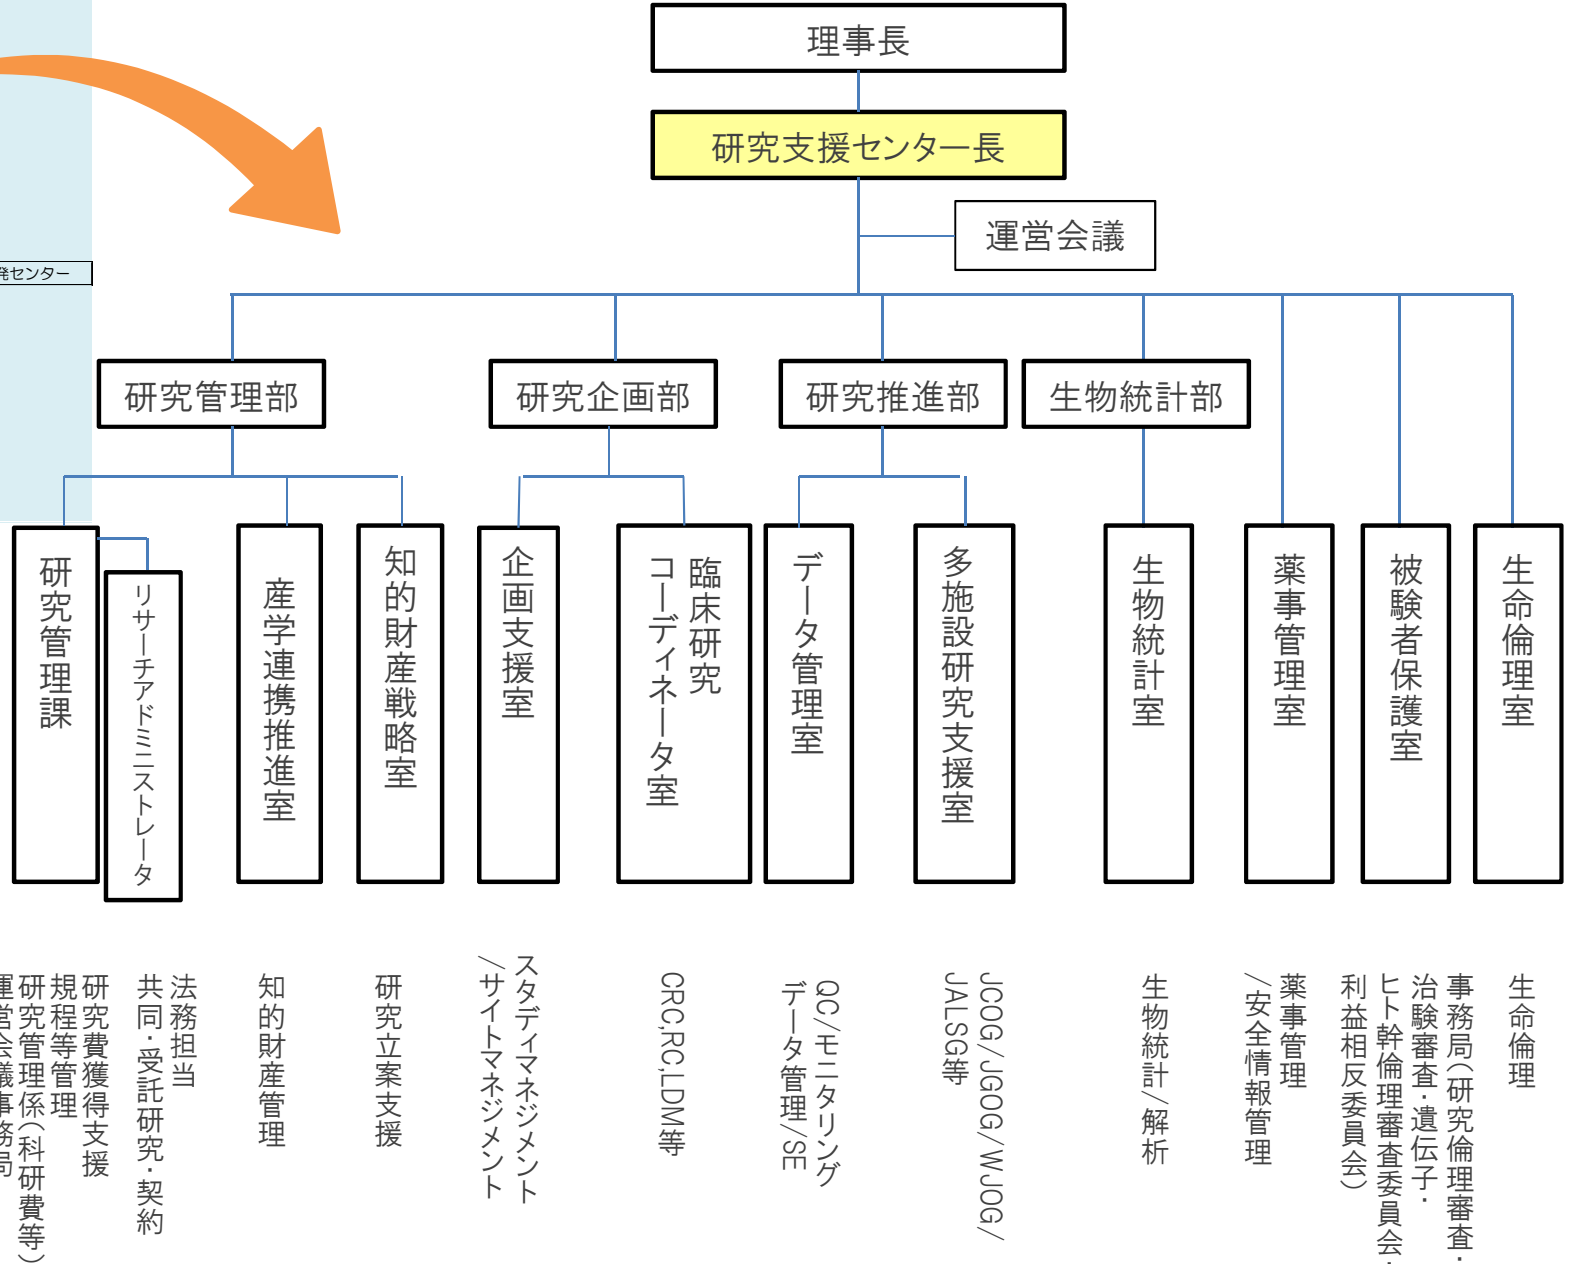 理事長
研究支援センター長
運営会議
発センター
研究管理部
研究企画部
研究推進部
生物統計部
研究管理課
リサーチアドミニストレータ
産学連携推進室
知的財産戦略室
企画支援室
臨床研究
コーディネータ室
データ管理室
多施設研究支援室
生物統計室
薬事管理室
被験者保護室
生命倫理室
研究費獲得支援
規程等管理
研究管理係(科研費等)
運営会議事務局
法務担当
共同・受託研究・契約
知的財産管理
研究立案支援
スタディマネジメント
/サイトマネジメント
CRC,RC,LDM等
QC/モニタリング
データ管理/SE
JCOG/JGOG/WJOG/
JALSG等
生物統計/解析
薬事管理
/安全情報管理
事務局(研究倫理審査・
治験審査・遺伝子・
ヒト幹倫理審査委員会・
利益相反委員会)
生命倫理